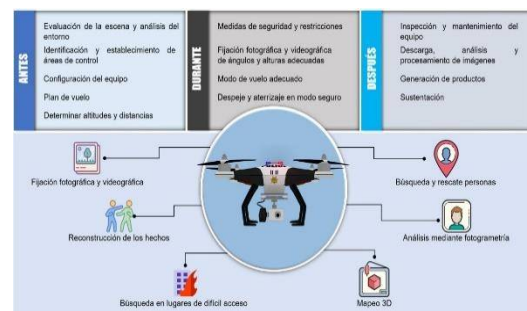 ANTES
Evaluación de la escena y análisis del
entorno
Identificación y establecimiento de
áreas de control
Configuración del equipo
Plan de vuelo
Determinar altitudes y distancias
DURANTE
Medidas de seguridad y restricciones
Fijación fotográfica y videográfica
de ángulos y alturas adecuadas
Modo de vuelo adecuado
Despeje y aterrizaje en modo seguro
DESPUÉS
Inspección y mantenimiento del
equipo
Descarga, análisis y
procesamiento de imágenes
Generación de productos
Sustentación
Fijación fotográfica y videográfica
Búsqueda y rescate personas
Reconstrucción de los hechos
Análisis mediante fotogrametría
Búsqueda en lugares de difícil acceso
Mapeo 3D